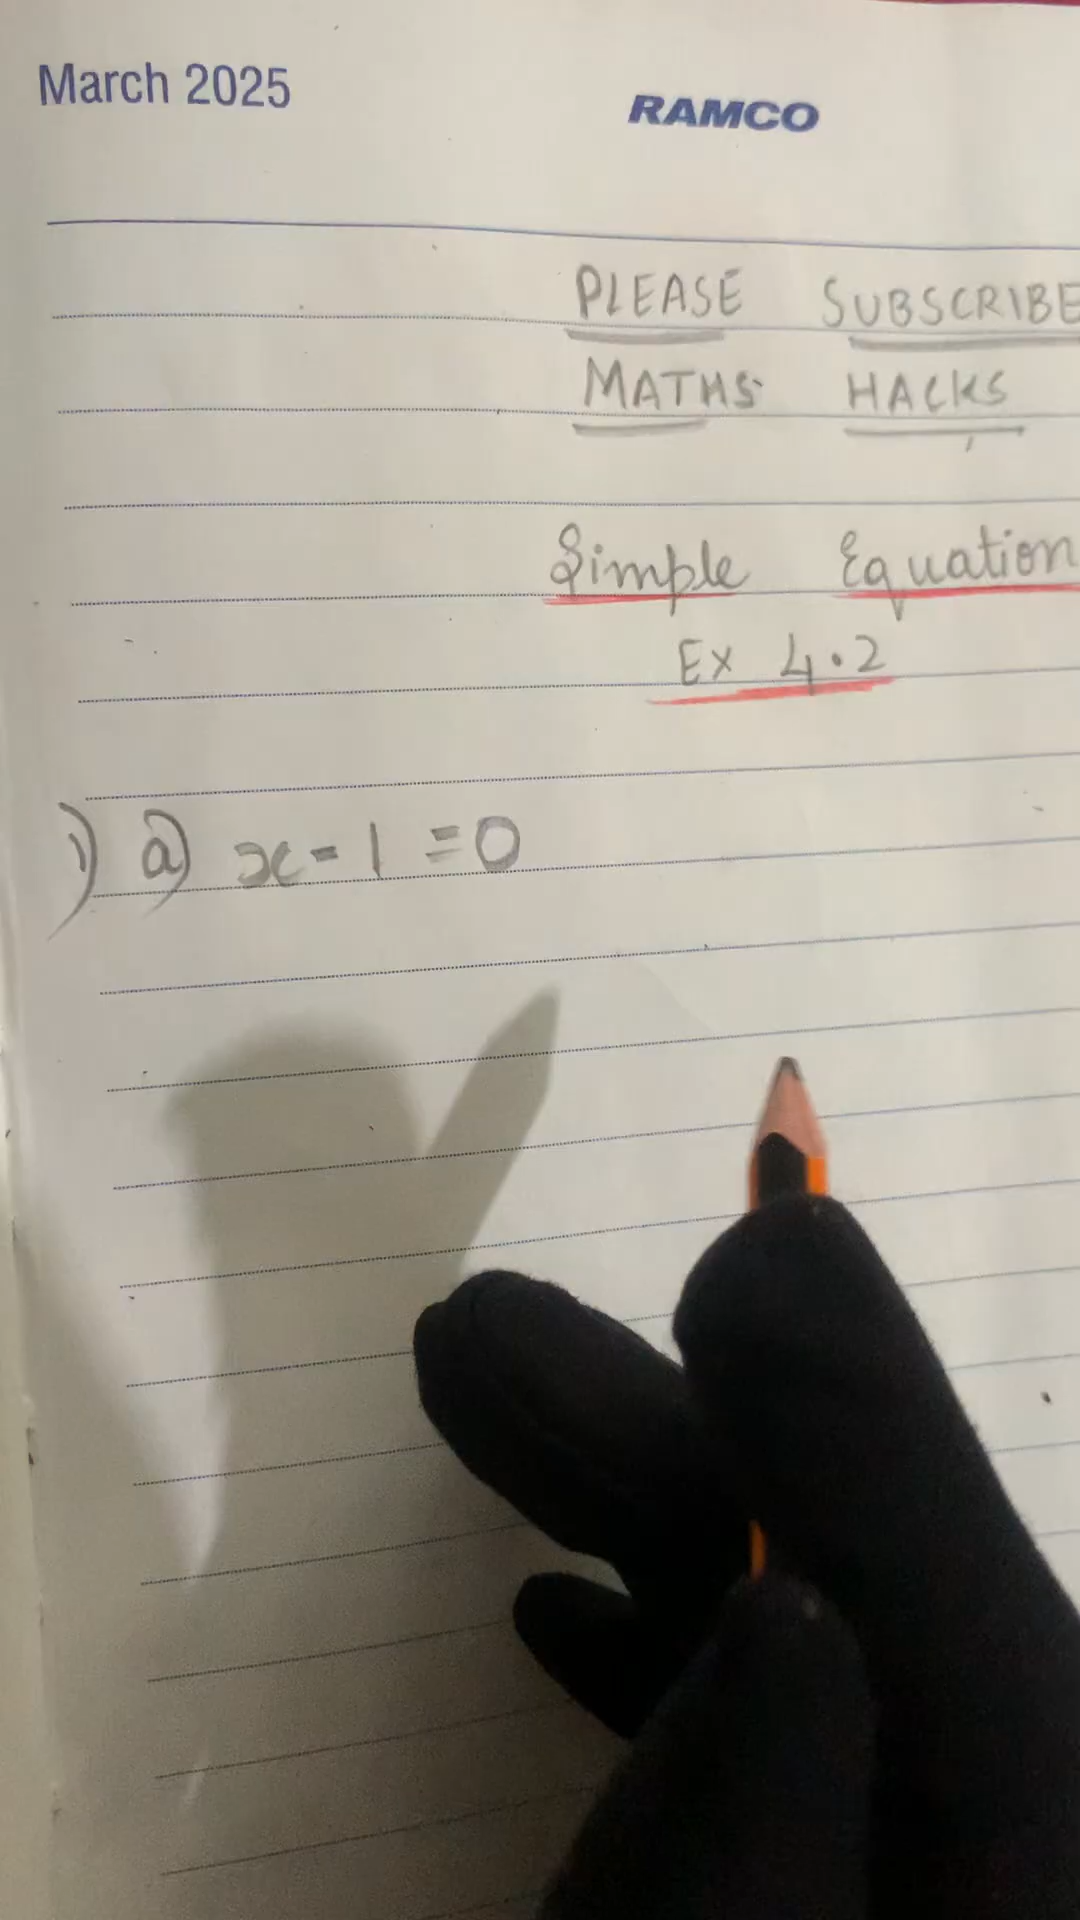 March 2025
RAMCO
PLEASE SUBSCRIBE
MATHS HACKS
Simple Equation
Ex 4.2
1) a) x - 1 = 0